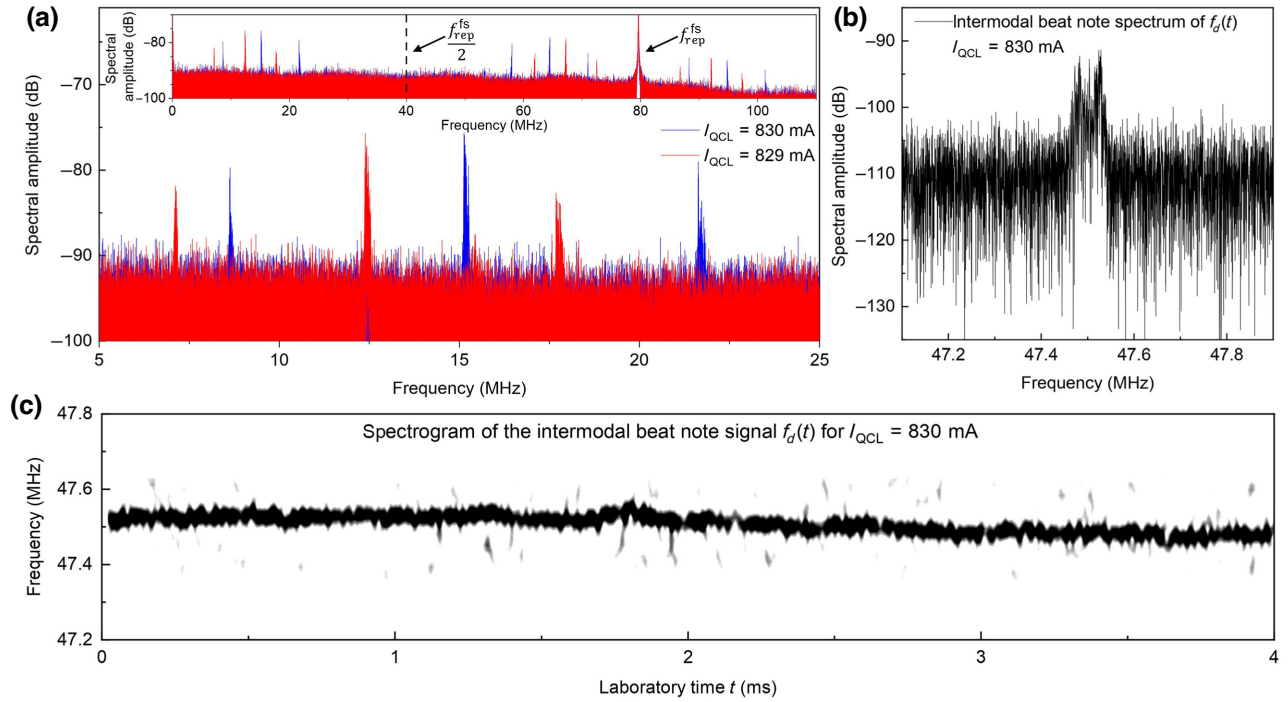 (a)
Spectral amplitude (dB)
–70
–80
–90
–100
5
10
15
20
25
Frequency (MHz)
Spectral
amplitude (dB)
–80
–100
0
20
40
60
80
100
Frequency (MHz)
f_rep^fs
2
f_rep^fs
I_QCL = 830 mA
I_QCL = 829 mA
(b)
Spectral amplitude (dB)
–90
–100
–110
–120
–130
47.2
47.4
47.6
47.8
Frequency (MHz)
Intermodal beat note spectrum of f_d(t)
I_QCL = 830 mA
(c)
Frequency (MHz)
47.8
47.6
47.4
47.2
Spectrogram of the intermodal beat note signal f_d(t) for I_QCL = 830 mA
0
1
2
3
4
Laboratory time t (ms)